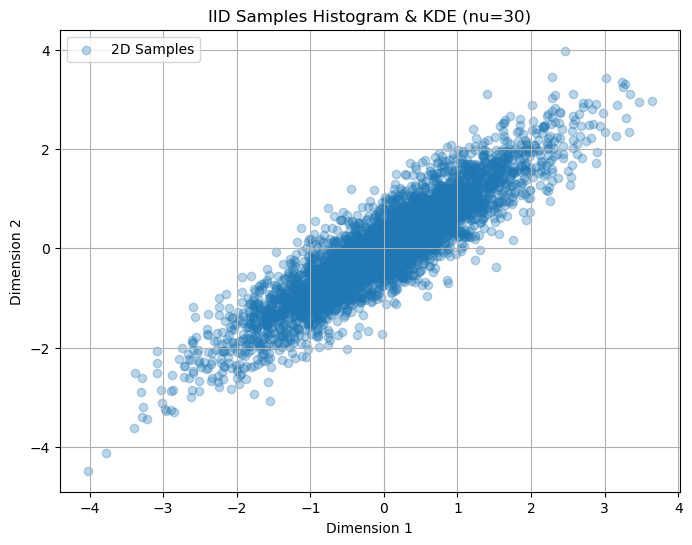 IID Samples Histogram & KDE (nu=30)
2D Samples
4
2
0
−2
−4
Dimension 2
−4 −3 −2 −1 0 1 2 3 4
Dimension 1